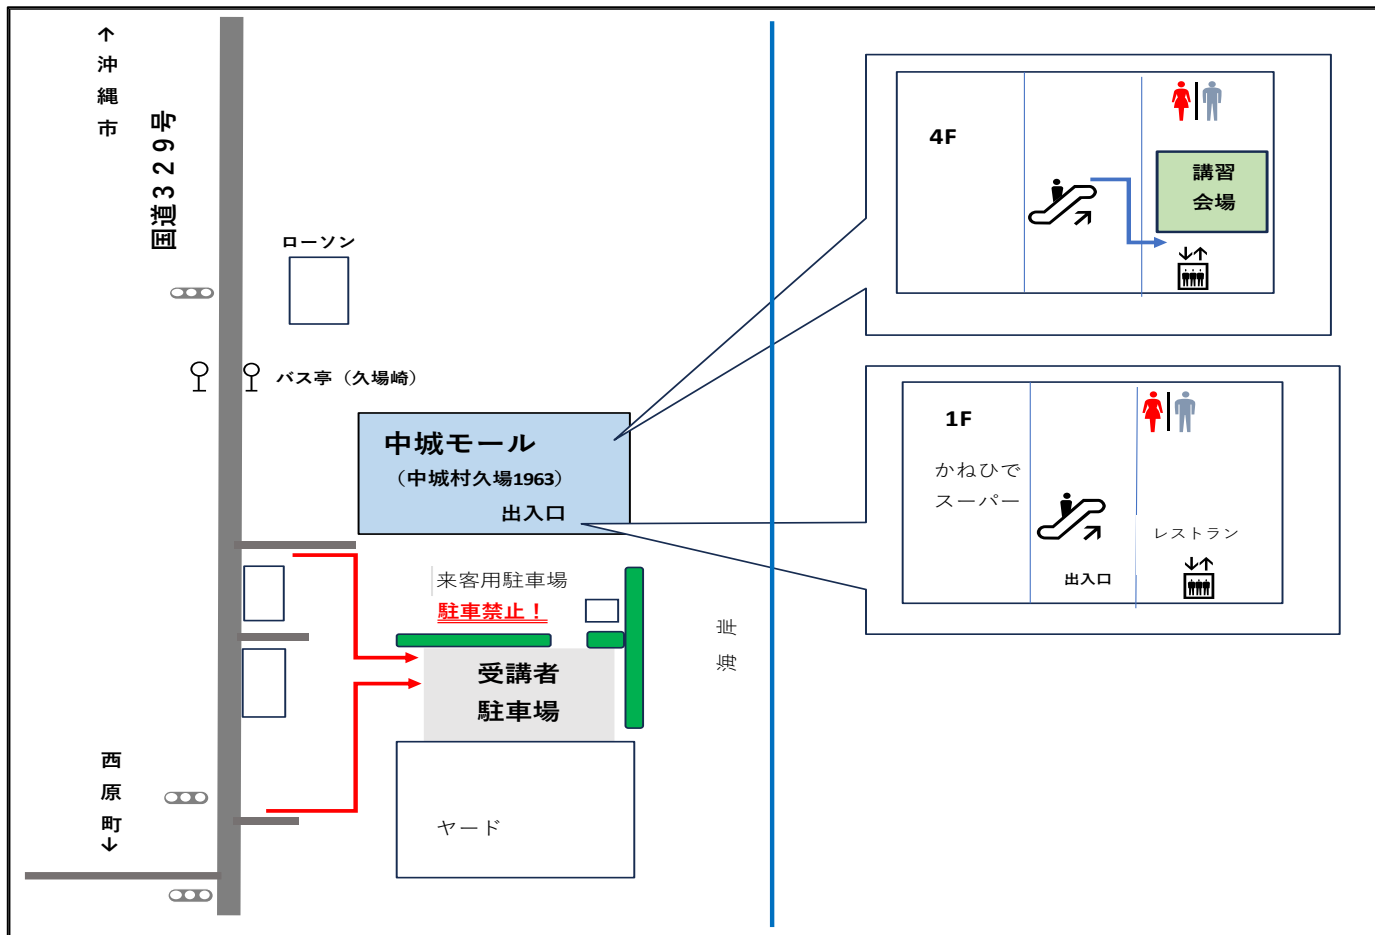 ↑沖縄市
国道３２９号
ローソン
バス亭（久場崎）
中城モール
（中城村久場1963）
出入口
来客用駐車場
駐車禁止！
受講者
駐車場
ヤード
西原町↓
海岸
4F
講習
会場
1F
かねひで
スーパー
レストラン
出入口